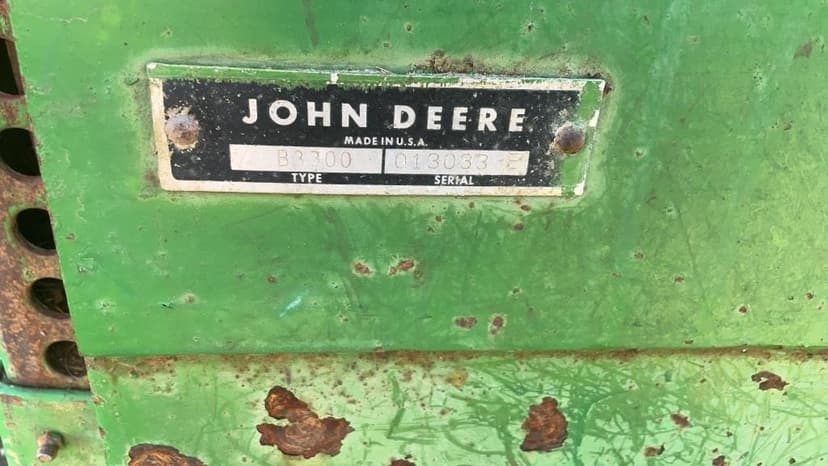 JOHN DEERE
MADE IN U.S.A.
B3300 013033 E
TYPE SERIAL